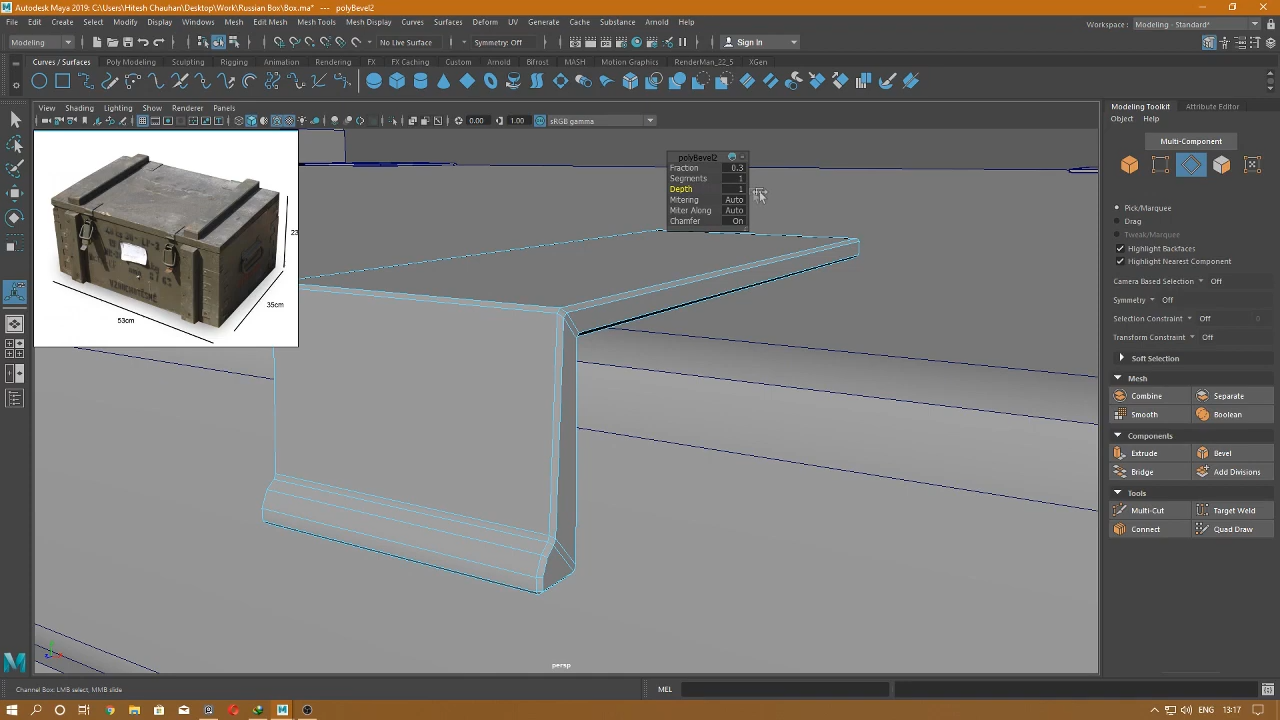 Autodesk Maya 2019: C:\Users\Hitesh Chauhan\Desktop\Work\Russian Box\Box.ma* --- polyBevel2
File Edit Create Select Modify Display Windows Mesh Edit Mesh Mesh Tools Mesh Display Curves Surfaces Deform UV Generate Cache Substance Arnold Help
Workspace : Modeling - Standard*
Modeling No Live Surface Symmetry: Off Sign In
Curves / Surfaces Poly Modeling Sculpting Rigging Animation Rendering FX FX Caching Custom Arnold Bifrost MASH Motion Graphics RenderMan_22_5 XGen
View Shading Lighting Show Renderer Panels
Modeling Toolkit Attribute Editor
Object Help
0.00 1.00 sRGB gamma
Multi-Component
polyBevel2
Fraction 0.3
Segments 1
Depth 1
Mitering Auto
Miter Along Auto
Chamfer On
23
35cm
53cm
Pick/Marquee
Drag
Tweak/Marquee
Highlight Backfaces
Highlight Nearest Component
Camera Based Selection Off
Symmetry Off
Selection Constraint Off 0
Transform Constraint Off
Soft Selection
Mesh
Combine Separate
Smooth Boolean
Components
Extrude Bevel
Bridge Add Divisions
Tools
Multi-Cut Target Weld
Connect Quad Draw
persp
Channel Box: LMB select, MMB slide
MEL
ENG 13:17